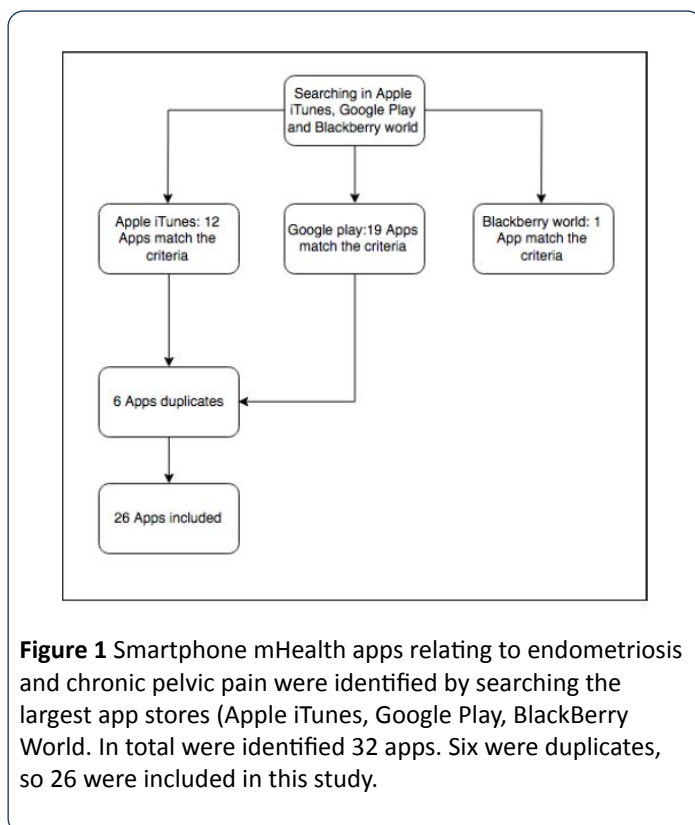 Searching in Apple
iTunes, Google Play
and Blackberry world
Apple iTunes: 12
Apps match the
criteria
Google play:19 Apps
match the criteria
Blackberry world: 1
App match the
criteria
6 Apps duplicates
26 Apps included
Figure 1 Smartphone mHealth apps relating to endometriosis
and chronic pelvic pain were identified by searching the
largest app stores (Apple iTunes, Google Play, BlackBerry
World. In total were identified 32 apps. Six were duplicates,
so 26 were included in this study.